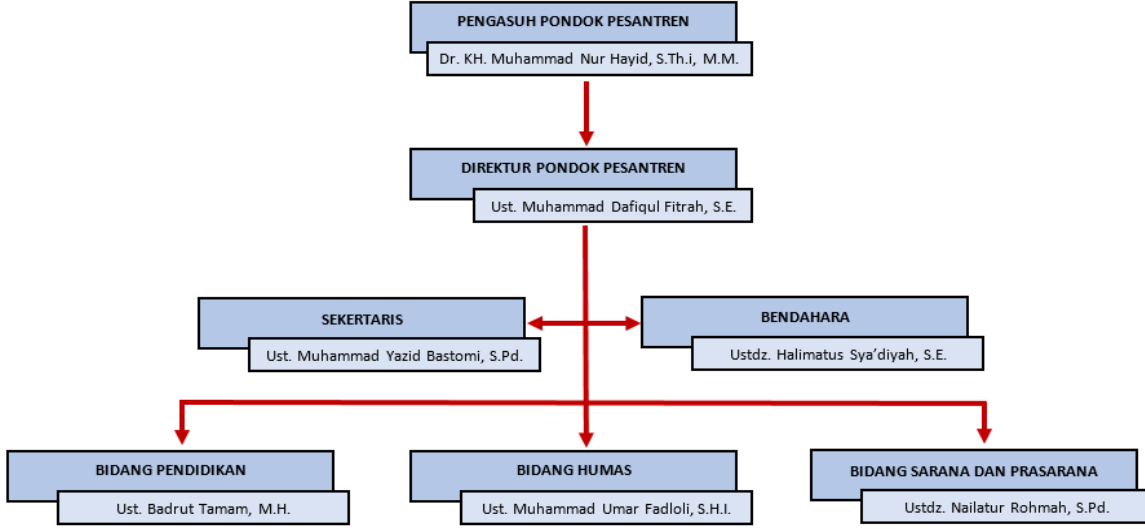 PENGASUH PONDOK PESANTREN
Dr. KH. Muhammad Nur Hayid, S.Th.i, M.M.
DIREKTUR PONDOK PESANTREN
Ust. Muhammad Dafiqul Fitrah, S.E.
SEKERTARIS
Ust. Muhammad Yazid Bastomi, S.Pd.
BENDAHARA
Ustdz. Halimatus Sya’diyah, S.E.
BIDANG PENDIDIKAN
Ust. Badrut Tamam, M.H.
BIDANG HUMAS
Ust. Muhammad Umar Fadloli, S.H.I.
BIDANG SARANA DAN PRASARANA
Ustdz. Nailatur Rohmah, S.Pd.